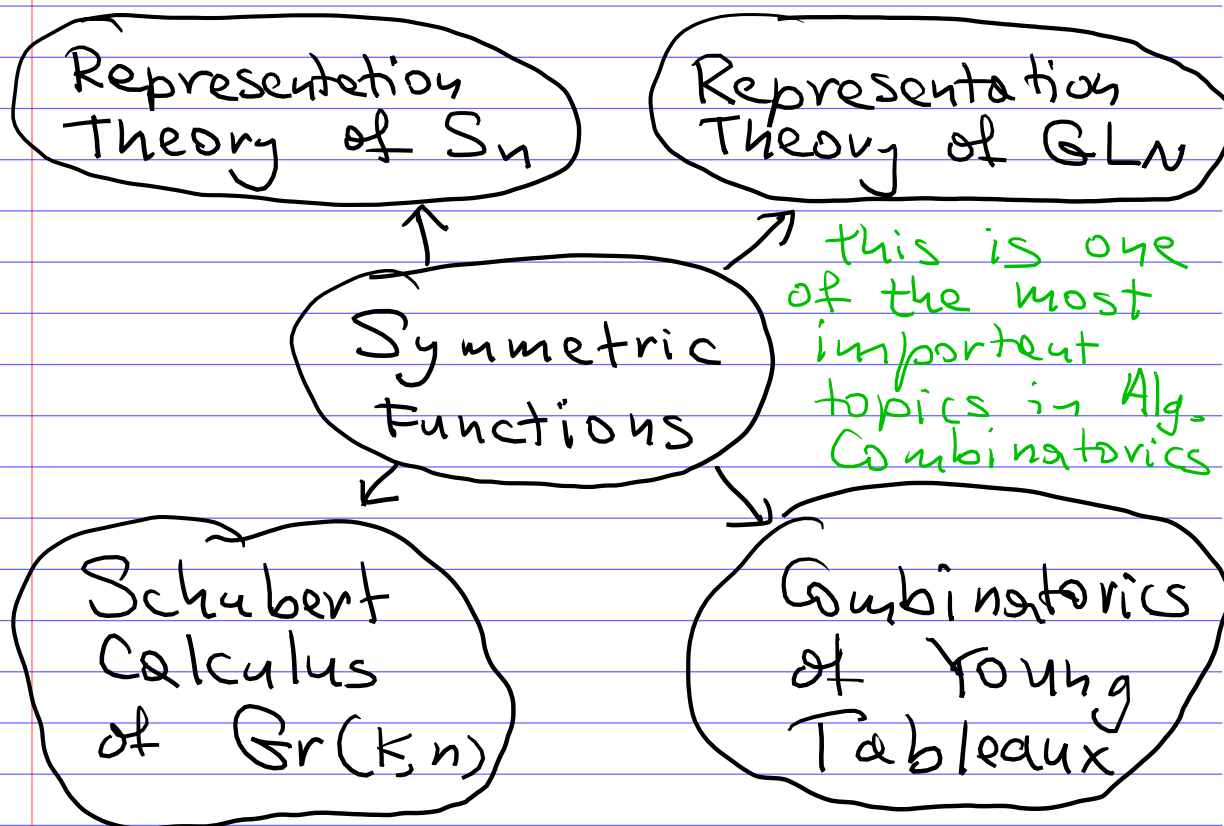 Representation
Theory of Sn
Representation
Theory of GLN
this is one
of the most
important
topics in Alg.
Combinatorics
Symmetric
Functions
Schubert
Calculus
of Gr(k,n)
Combinatorics
of Young
Tableaux